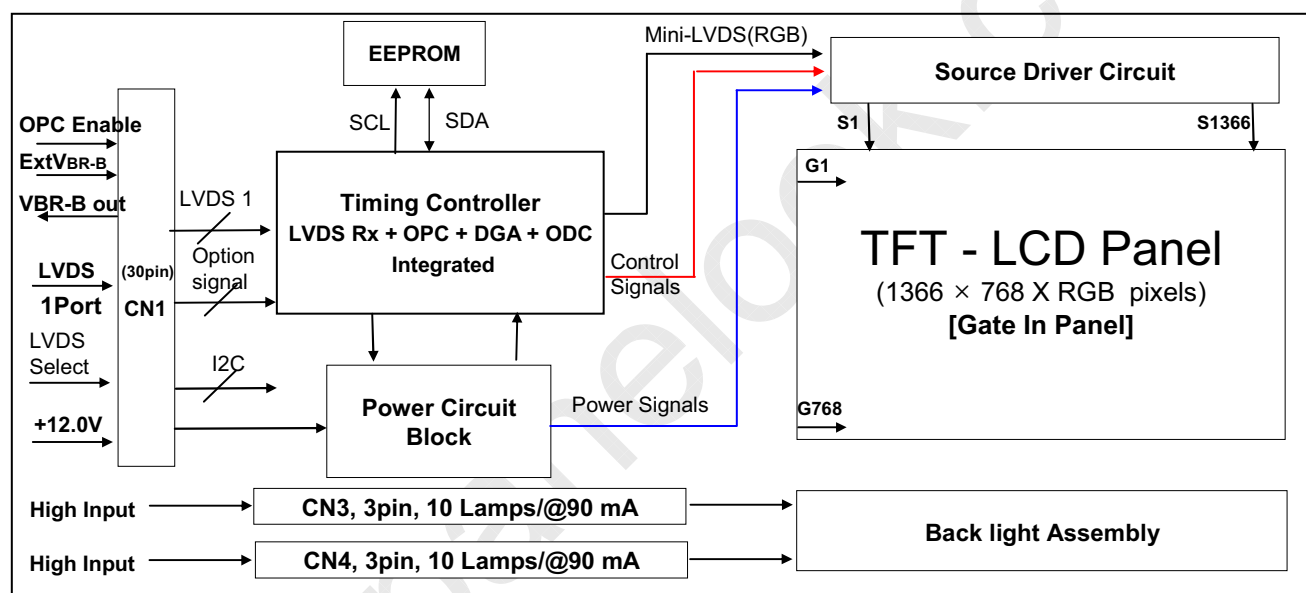 EEPROM
Mini-LVDS(RGB)
Source Driver Circuit
SCL
SDA
S1
S1366
OPC Enable
ExtVBR-B
VBR-B out
LVDS
1Port
LVDS
Select
+12.0V
(30pin)
CN1
LVDS 1
Option
signal
I2C
Timing Controller
LVDS Rx + OPC + DGA + ODC
Integrated
Control
Signals
Power Circuit
Block
Power Signals
G1
TFT - LCD Panel
(1366 × 768 X RGB pixels)
[Gate In Panel]
G768
High Input
CN3, 3pin, 10 Lamps/@90 mA
High Input
CN4, 3pin, 10 Lamps/@90 mA
Back light Assembly